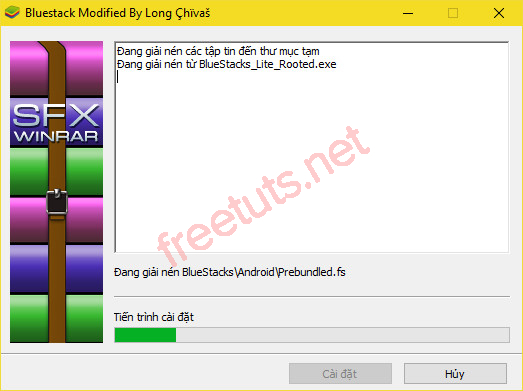 Bluestack Modified By Long Çhïvaš
SFX
WINRAR
Đang giải nén các tập tin đến thư mục tạm
Đang giải nén từ BlueStacks_Lite_Rooted.exe
freetuts.net
Đang giải nén BlueStacks\Android\Prebundled.fs
Tiến trình cài đặt
Cài đặt
Hủy